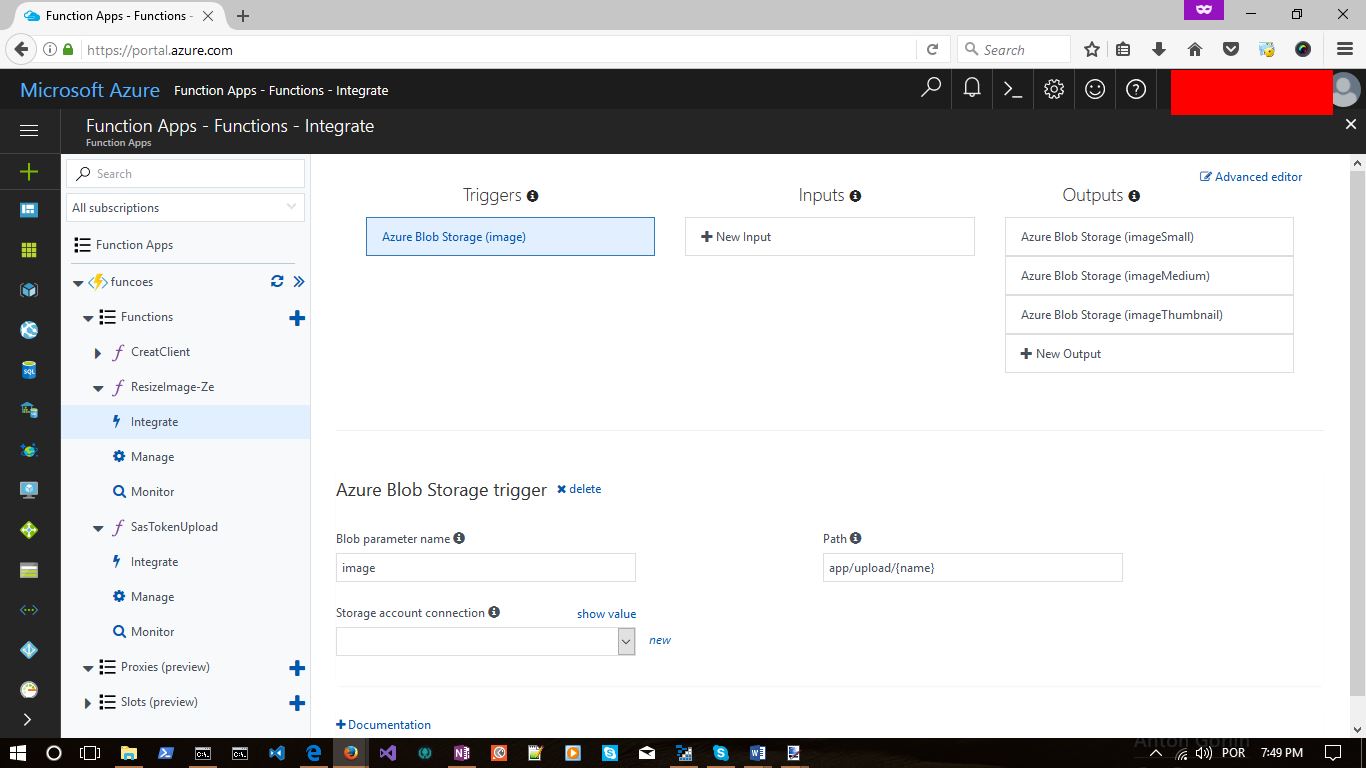 Function Apps - Functions -
https://portal.azure.com
Search
Microsoft Azure Function Apps - Functions - Integrate
Function Apps - Functions - Integrate
Function Apps
Search
All subscriptions
Function Apps
funcoes
Functions
CreatClient
ResizeImage-Ze
Integrate
Manage
Monitor
SasTokenUpload
Integrate
Manage
Monitor
Proxies (preview)
Slots (preview)
Advanced editor
Triggers
Inputs
Outputs
Azure Blob Storage (image)
New Input
Azure Blob Storage (imageSmall)
Azure Blob Storage (imageMedium)
Azure Blob Storage (imageThumbnail)
New Output
Azure Blob Storage trigger delete
Blob parameter name
Path
image
app/upload/{name}
Storage account connection
show value
new
Documentation
Anton Gorlin
POR
7:49 PM